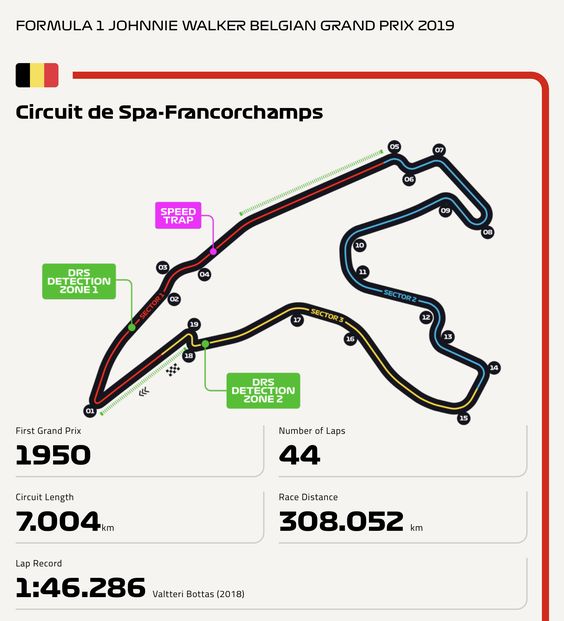 FORMULA 1 JOHNNIE WALKER BELGIAN GRAND PRIX 2019
Circuit de Spa-Francorchamps
05
07
06
SPEED
TRAP
09
08
10
03
04
11
DRS
DETECTION
ZONE 1
02
SECTOR 1
SECTOR 2
12
19
17
SECTOR 3
13
16
18
14
DRS
DETECTION
ZONE 2
01
15
First Grand Prix
1950
Number of Laps
44
Circuit Length
7.004km
Race Distance
308.052 km
Lap Record
1:46.286 Valtteri Bottas (2018)